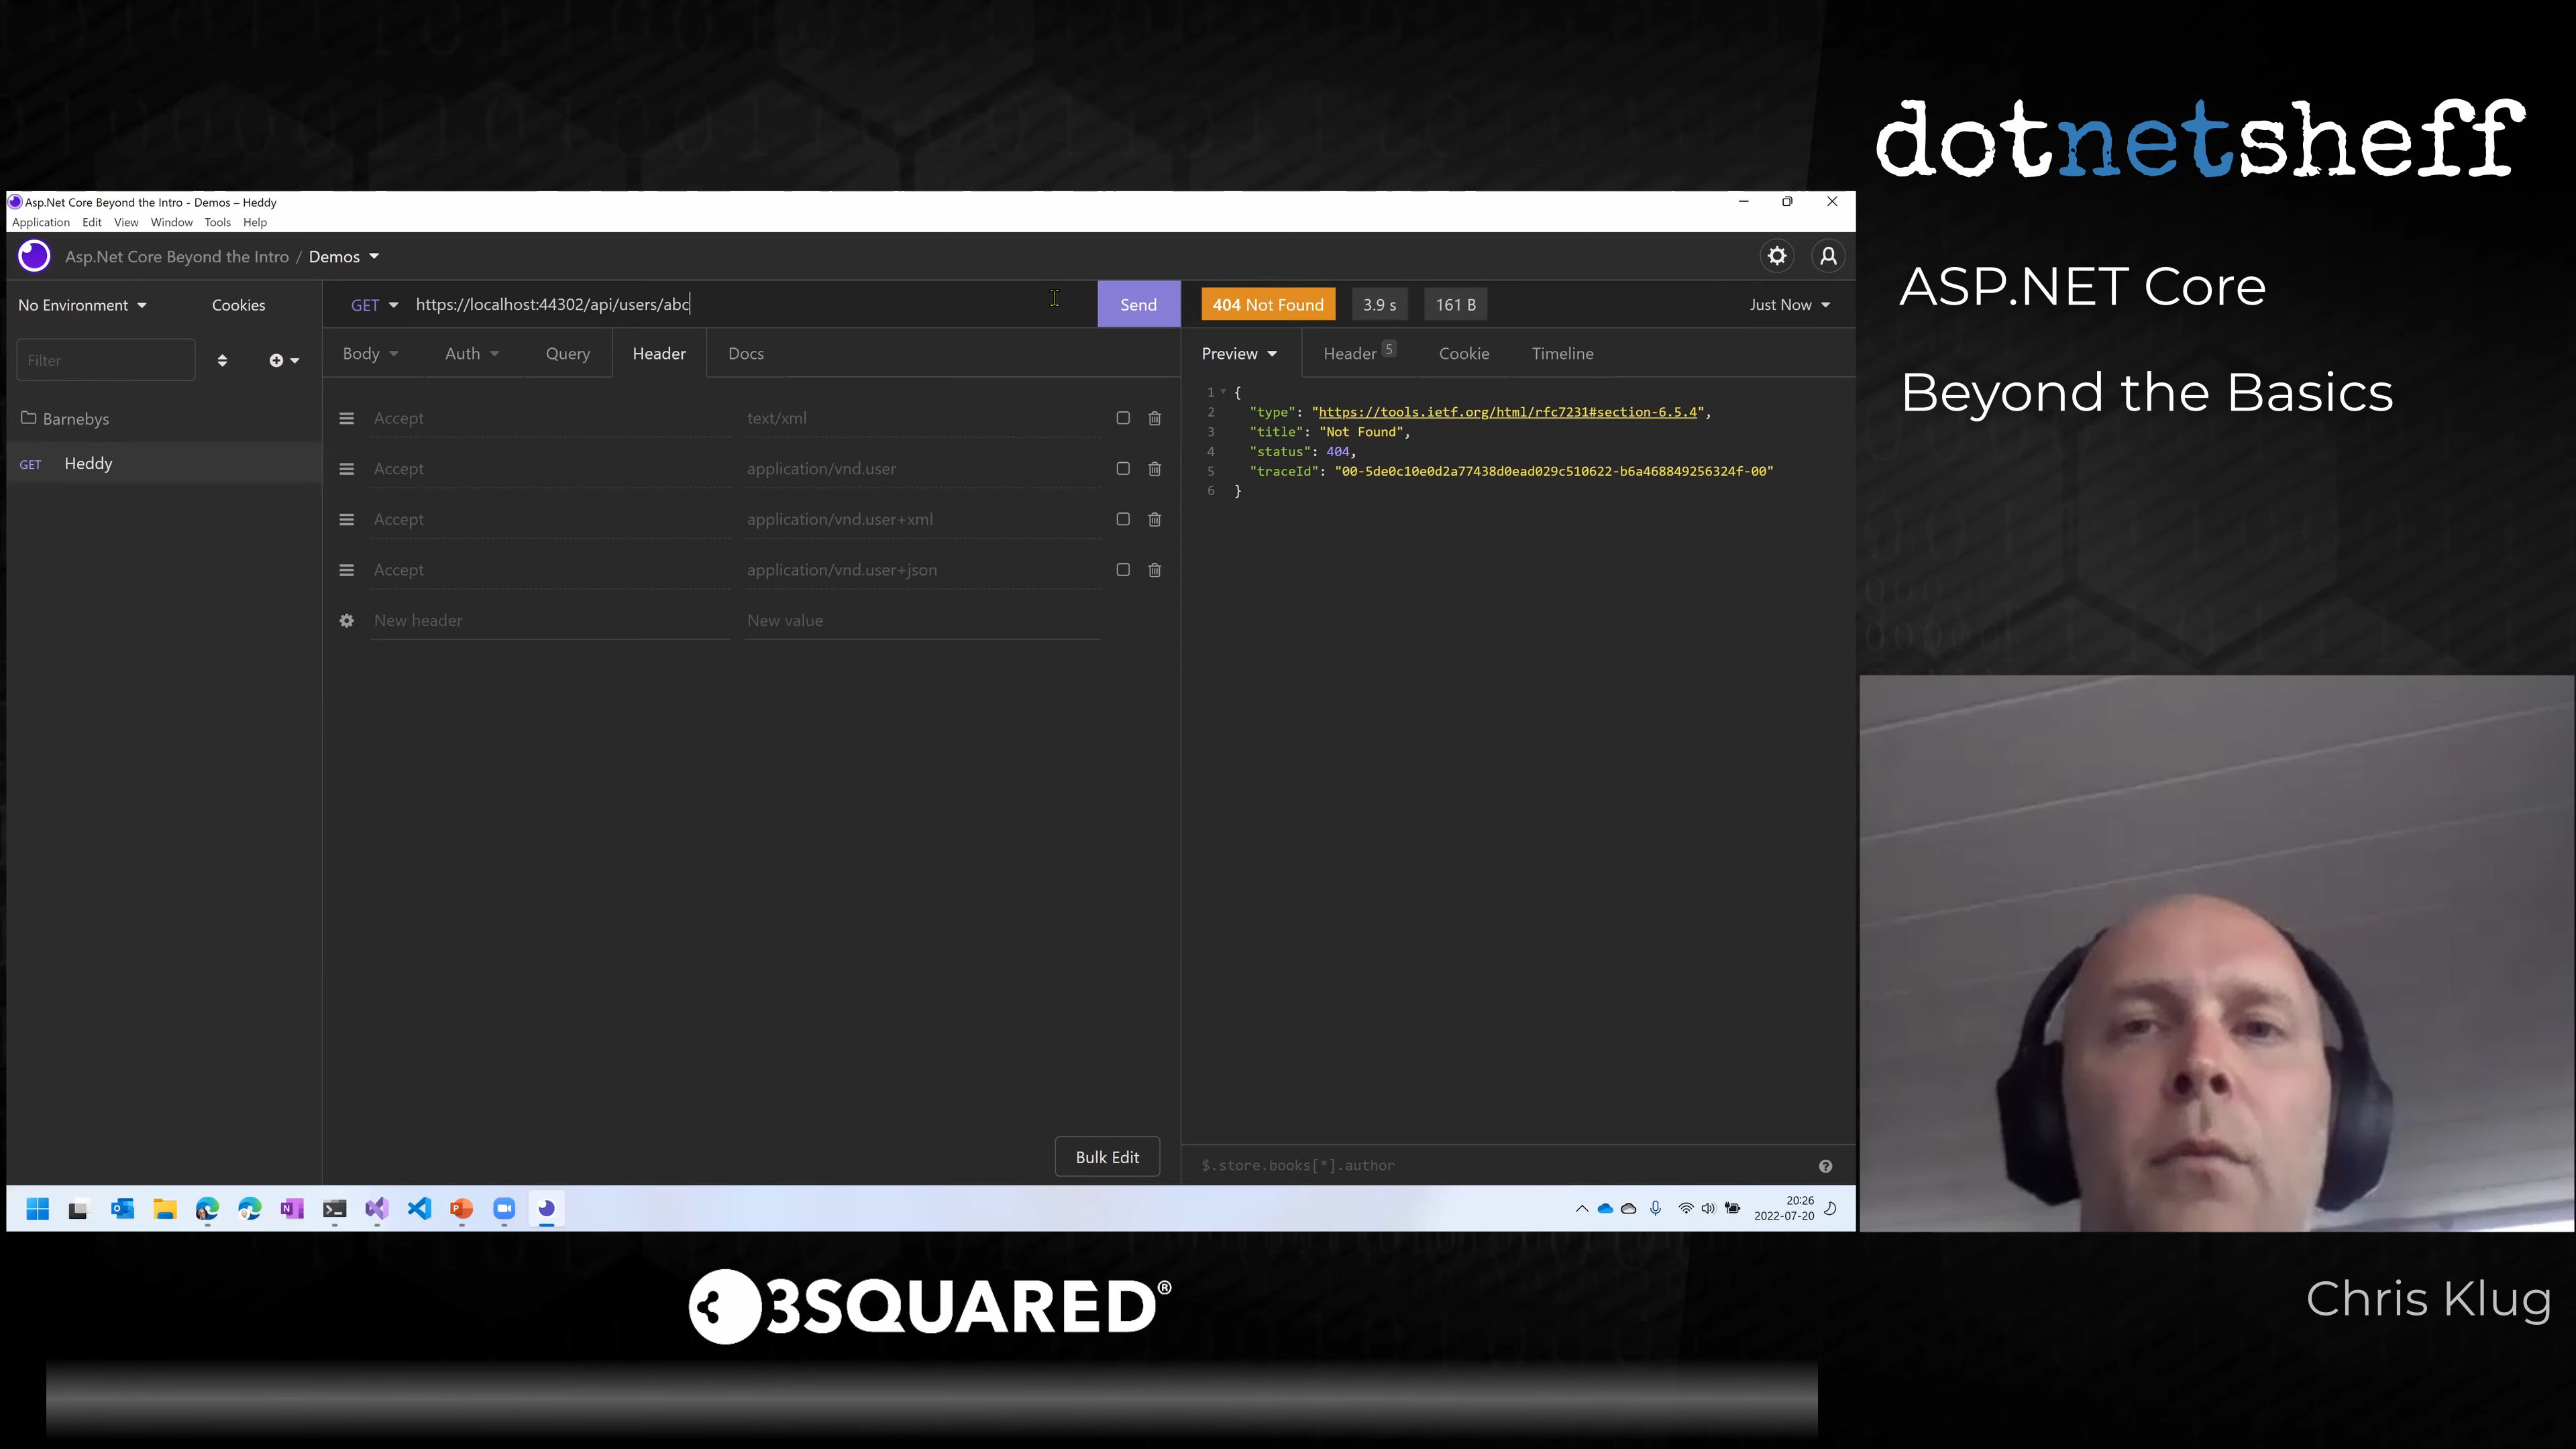 dotnetsheff
ASP.NET Core
Beyond the Basics
Asp.Net Core Beyond the Intro - Demos – Heddy
Application Edit View Window Tools Help
Asp.Net Core Beyond the Intro / Demos
No Environment Cookies
GET https://localhost:44302/api/users/abc Send
404 Not Found 3.9 s 161 B Just Now
Filter
Body Auth Query Header Docs
Preview Header 5 Cookie Timeline
Barnebys
GET Heddy
Accept text/xml
Accept application/vnd.user
Accept application/vnd.user+xml
Accept application/vnd.user+json
New header New value
1 {
2 "type": "https://tools.ietf.org/html/rfc7231#section-6.5.4",
3 "title": "Not Found",
4 "status": 404,
5 "traceId": "00-5de0c10e0d2a77438d0ead029c510622-b6a468849256324f-00"
6 }
Bulk Edit
$.store.books[*].author
20:26
2022-07-20
3SQUARED®
Chris Klug